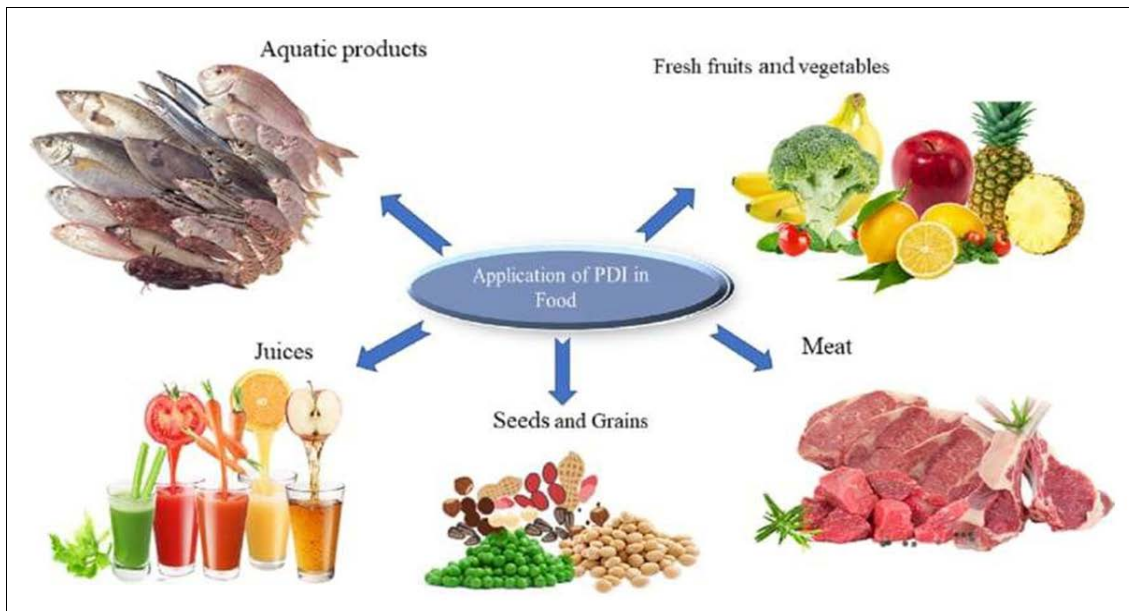 Aquatic products
Fresh fruits and vegetables
Application of PDI in
Food
Juices
Meat
Seeds and Grains